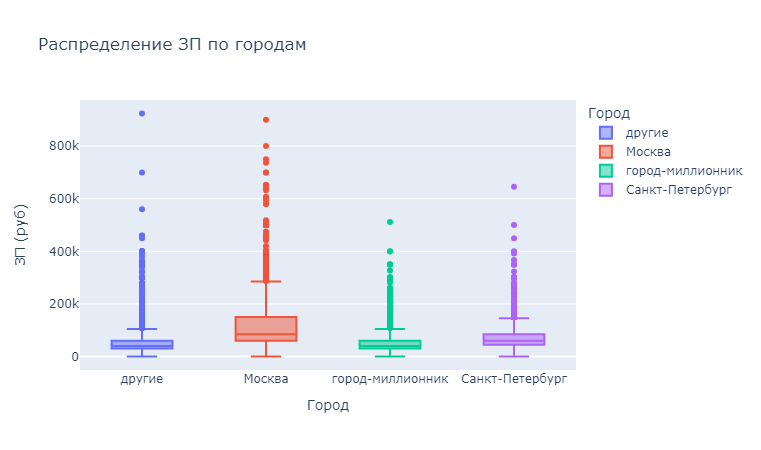 Распределение ЗП по городам
Город
другие
Москва
город-миллионник
Санкт-Петербург
800k
600k
400k
200k
0
ЗП (руб)
другие
Москва
город-миллионник
Санкт-Петербург
Город